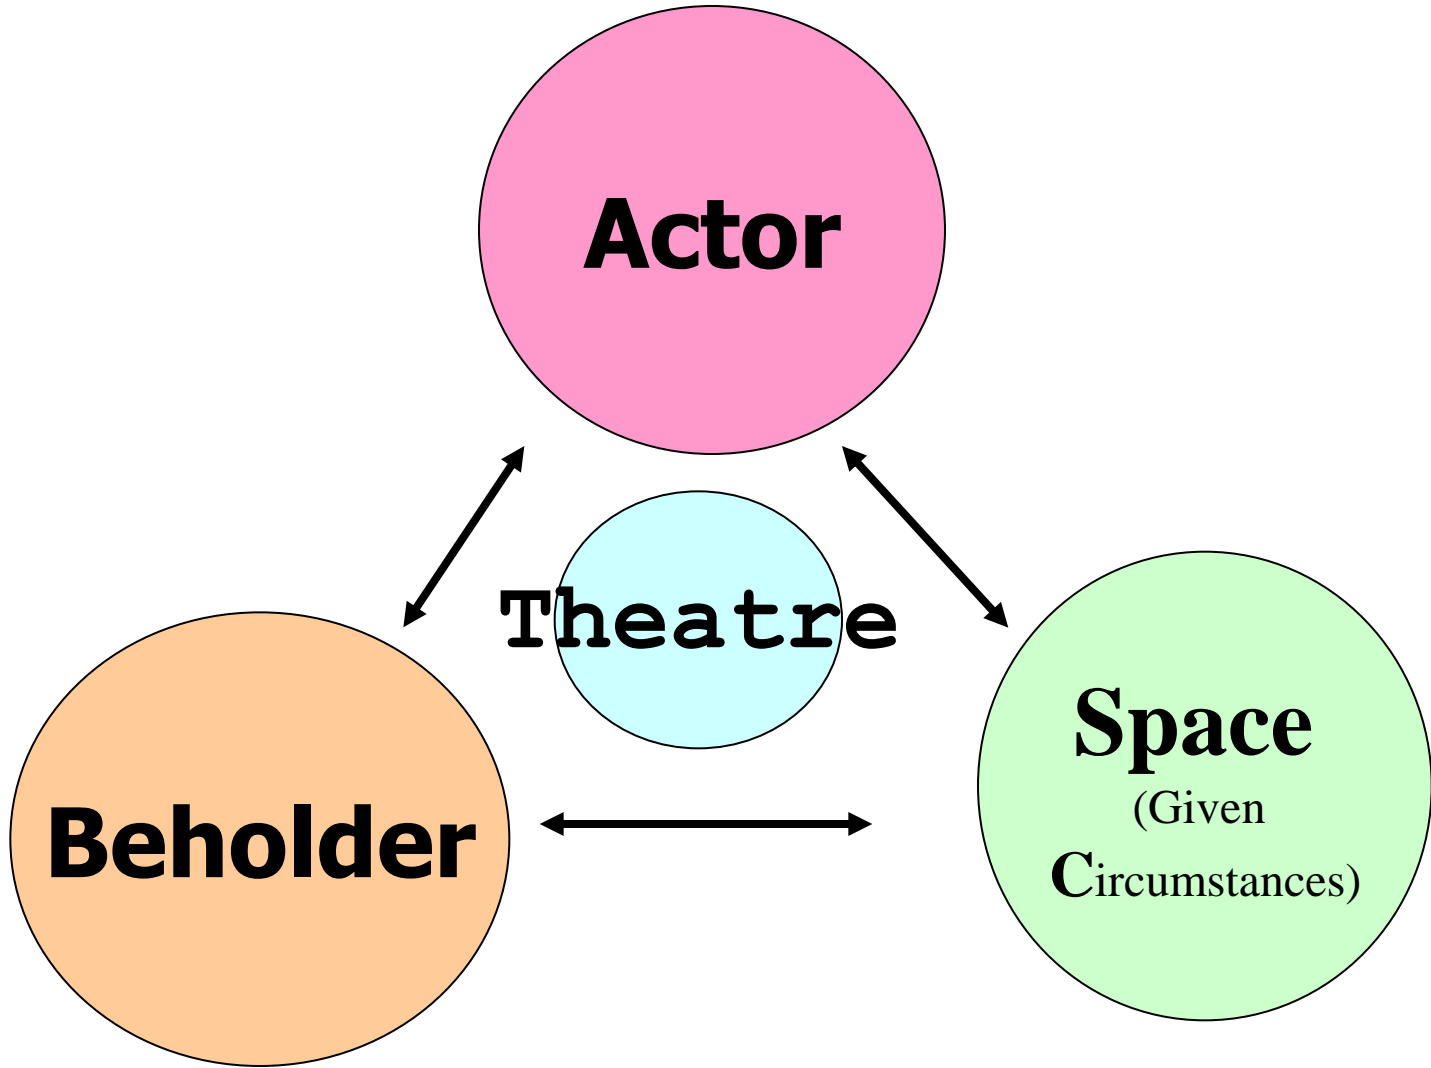 Actor
Theatre
Space
(Given
Circumstances)
Beholder